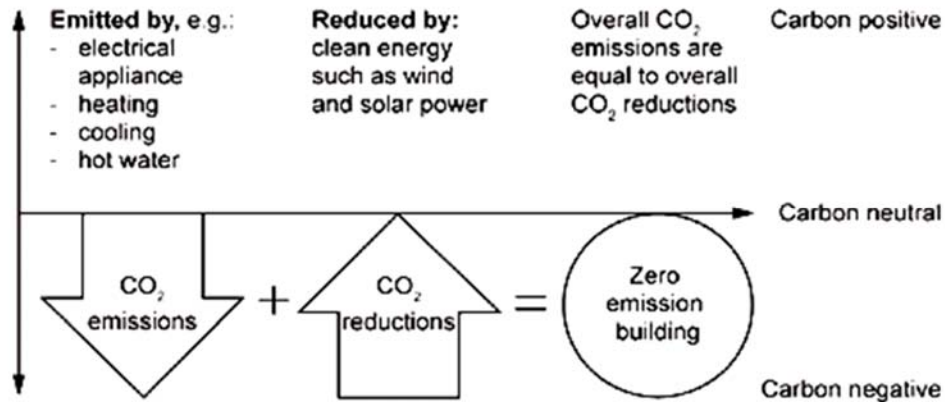 Emitted by, e.g.:
- electrical
appliance
- heating
- cooling
- hot water
Reduced by:
clean energy
such as wind
and solar power
Overall CO₂
emissions are
equal to overall
CO₂ reductions
Carbon positive
Carbon neutral
CO₂
emissions
+
CO₂
reductions
=
Zero
emission
building
Carbon negative